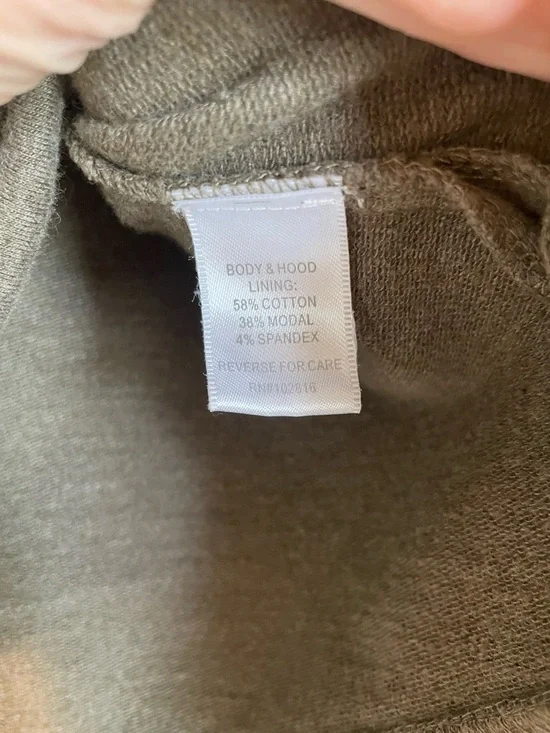 BODY & HOOD
LINING:
58% COTTON
38% MODAL
4% SPANDEX
REVERSE FOR CARE
RN#102816